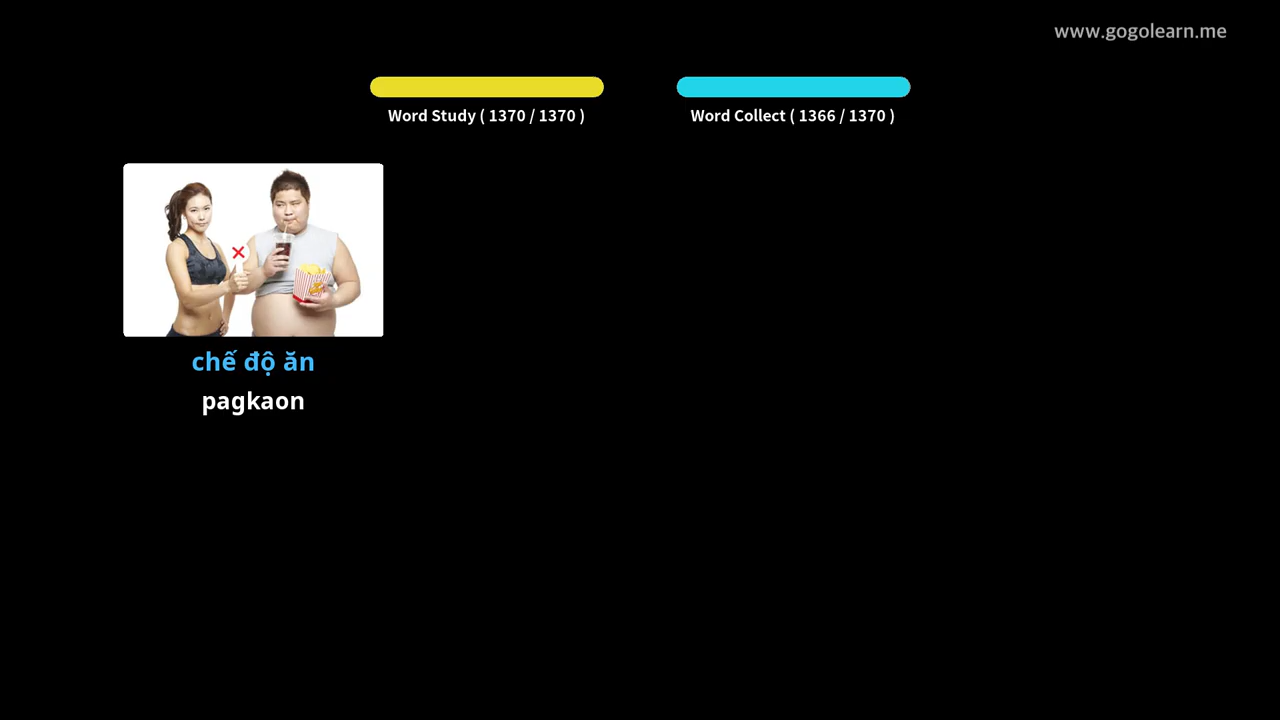 www.gogolearn.me
Word Study ( 1370 / 1370 )
Word Collect ( 1366 / 1370 )
chế độ ăn
pagkaon